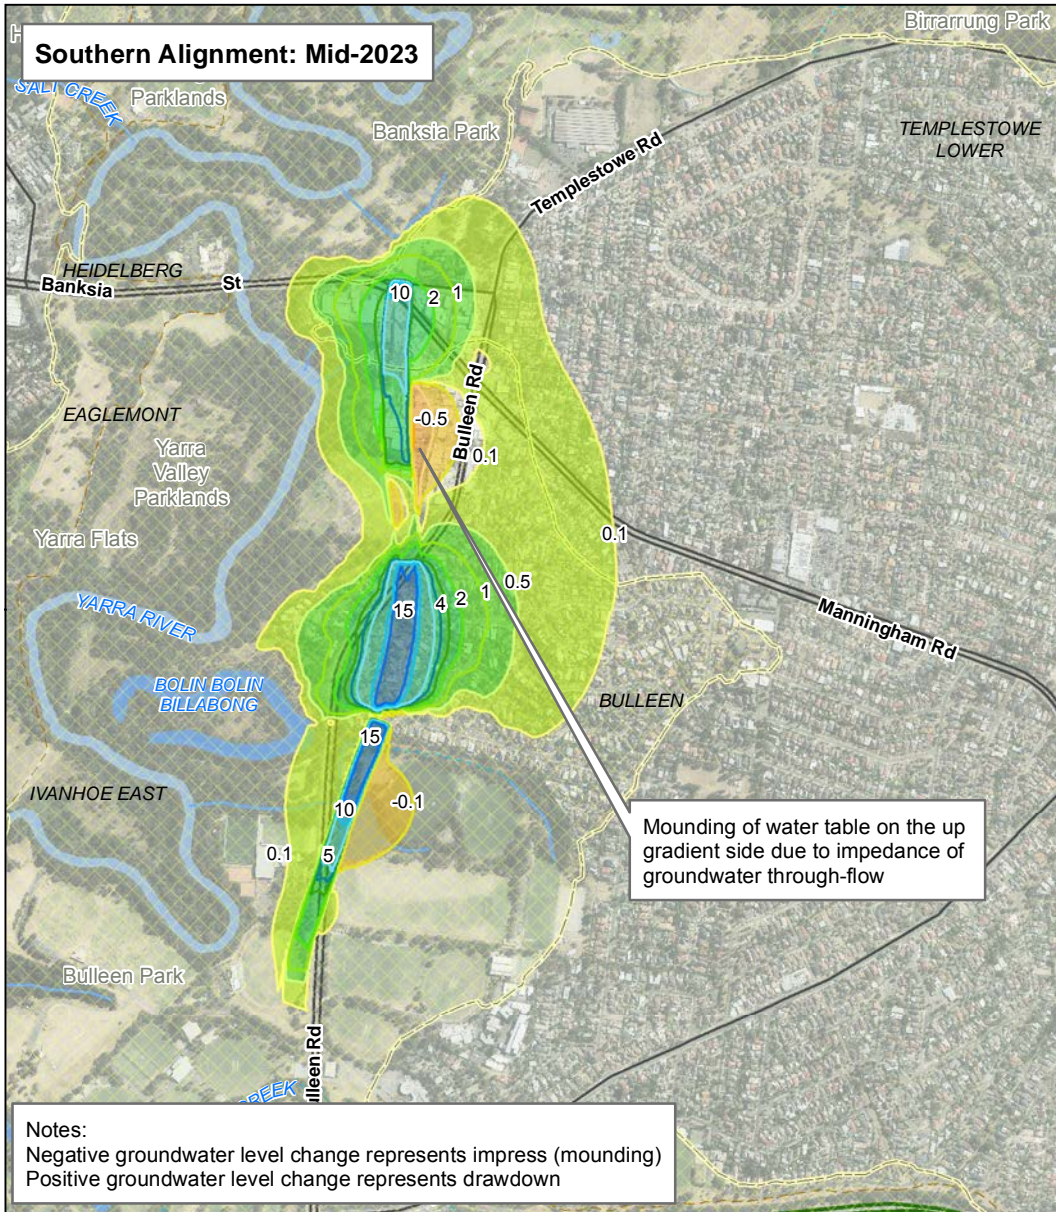 Birrarung Park
H
Southern Alignment: Mid-2023
SALT CREEK
Parklands
Banksia Park
TEMPLESTOWE
LOWER
Templestowe Rd
HEIDELBERG
Banksia
St
10
2
1
Bulleen Rd
EAGLEMONT
-0.5
0.1
Yarra
Valley
Parklands
Yarra Flats
0.1
0.5
15
4
2
1
YARRA RIVER
Manningham Rd
BOLIN BOLIN
BILLABONG
BULLEEN
15
IVANHOE EAST
10
-0.1
0.1
5
Mounding of water table on the up
gradient side due to impedance of
groundwater through-flow
Bulleen Park
ulleen Rd
CREEK
Notes:
Negative groundwater level change represents impress (mounding)
Positive groundwater level change represents drawdown